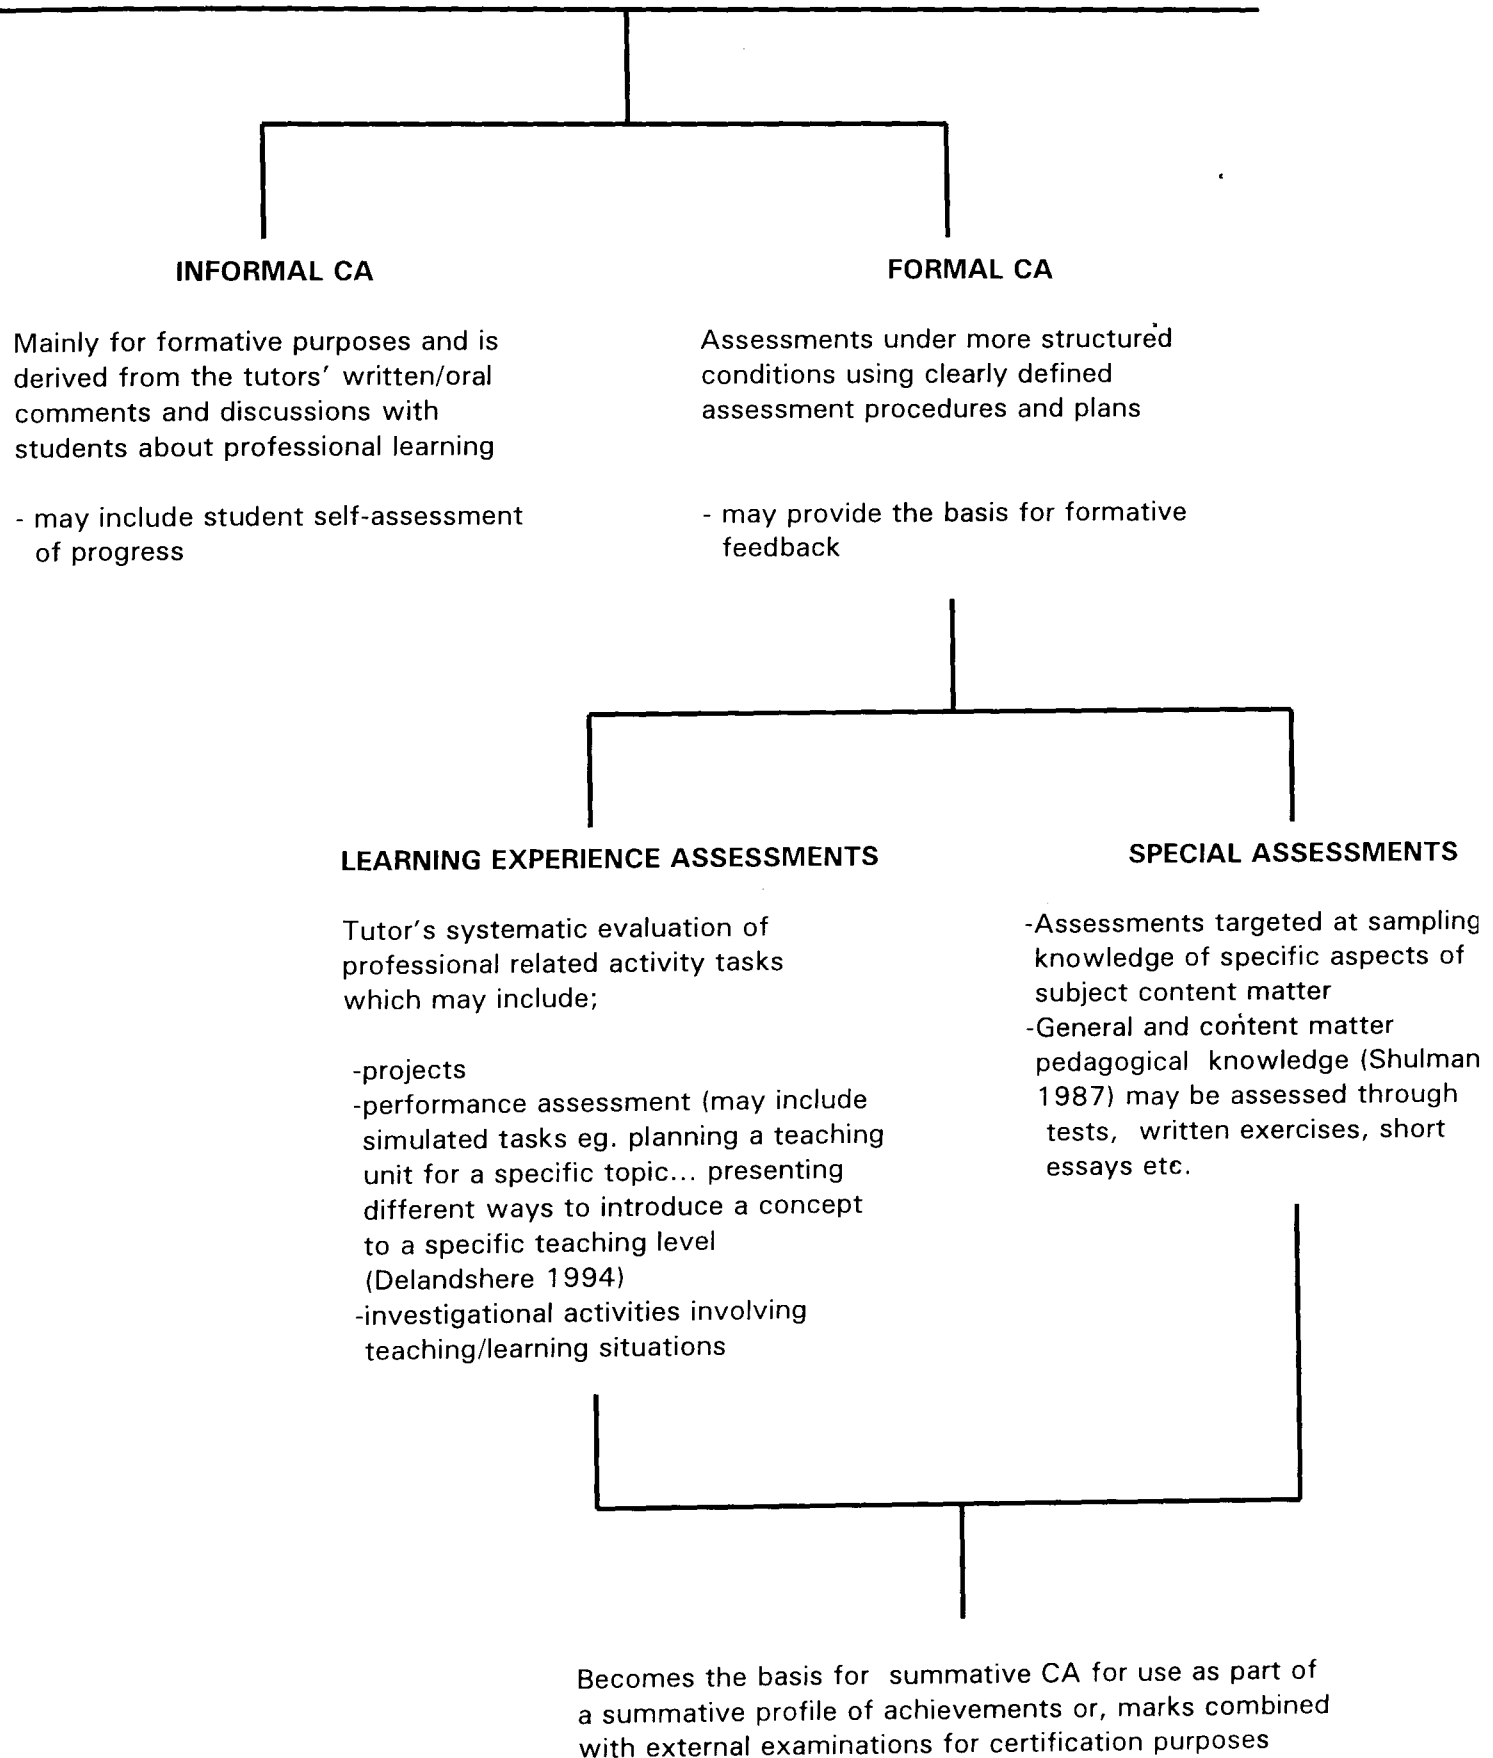 INFORMAL CA
Mainly for formative purposes and is
derived from the tutors' written/oral
comments and discussions with
students about professional learning
- may include student self-assessment
of progress
FORMAL CA
Assessments under more structured
conditions using clearly defined
assessment procedures and plans
- may provide the basis for formative
feedback
LEARNING EXPERIENCE ASSESSMENTS
Tutor's systematic evaluation of
professional related activity tasks
which may include;
-projects
-performance assessment (may include
simulated tasks eg. planning a teaching
unit for a specific topic... presenting
different ways to introduce a concept
to a specific teaching level
(Delandshere 1994)
-investigational activities involving
teaching/learning situations
SPECIAL ASSESSMENTS
-Assessments targeted at sampling
knowledge of specific aspects of
subject content matter
-General and content matter
pedagogical knowledge (Shulman
1987) may be assessed through
tests, written exercises, short
essays etc.
Becomes the basis for summative CA for use as part of
a summative profile of achievements or, marks combined
with external examinations for certification purposes